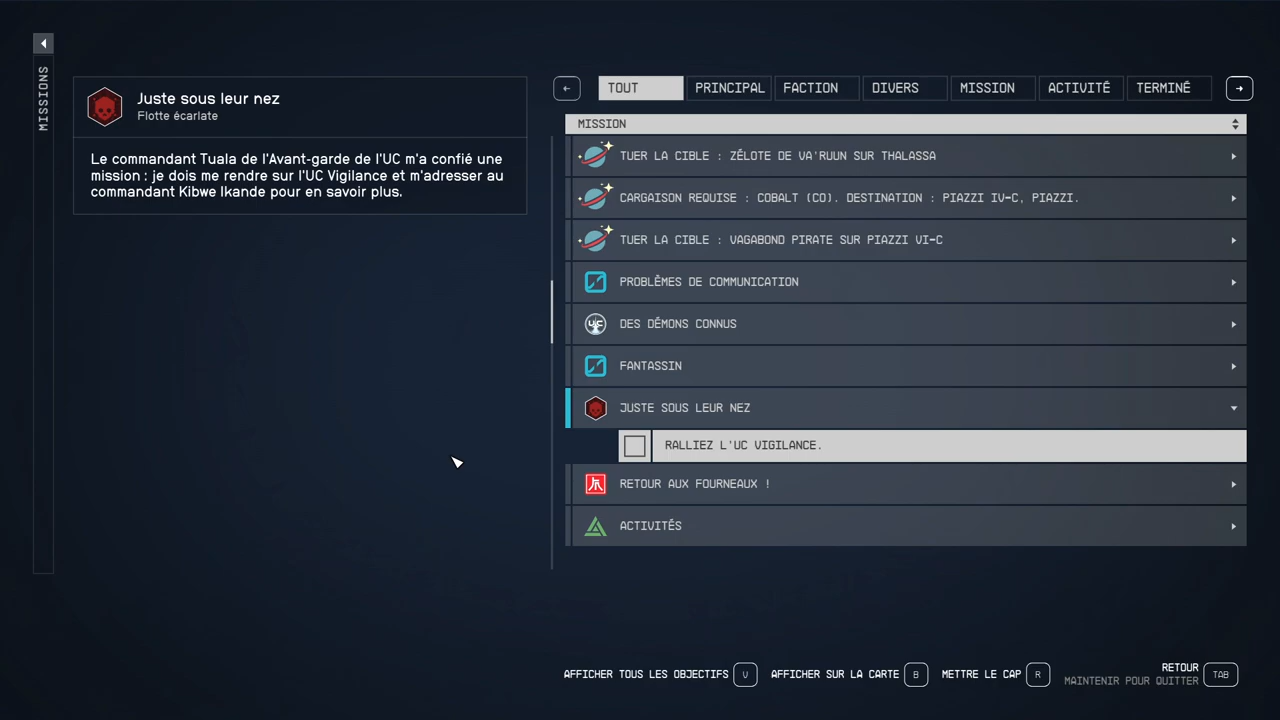 MISSIONS
Juste sous leur nez
Flotte écarlate
Le commandant Tuala de l'Avant-garde de l'UC m'a confié une
mission : je dois me rendre sur l'UC Vigilance et m'adresser au
commandant Kibwe Ikande pour en savoir plus.
TOUT
PRINCIPAL
FACTION
DIVERS
MISSION
ACTIVITÉ
TERMINÉ
MISSION
TUER LA CIBLE : ZÉLOTE DE VA'RUUN SUR THALASSA
CARGAISON REQUISE : COBALT (CO). DESTINATION : PIAZZI IV-C, PIAZZI.
TUER LA CIBLE : VAGABOND PIRATE SUR PIAZZI VI-C
PROBLÈMES DE COMMUNICATION
UC
DES DÉMONS CONNUS
FANTASSIN
JUSTE SOUS LEUR NEZ
RALLIEZ L'UC VIGILANCE.
RETOUR AUX FOURNEAUX !
ACTIVITÉS
AFFICHER TOUS LES OBJECTIFS V
AFFICHER SUR LA CARTE B
METTRE LE CAP R
RETOUR
MAINTENIR POUR QUITTER
TAB